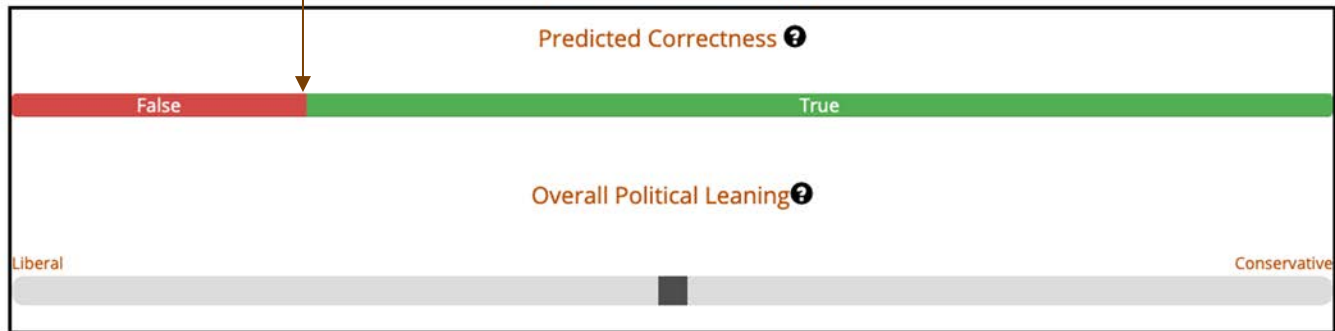 Predicted Correctness ?
False True
Overall Political Leaning?
Liberal Conservative